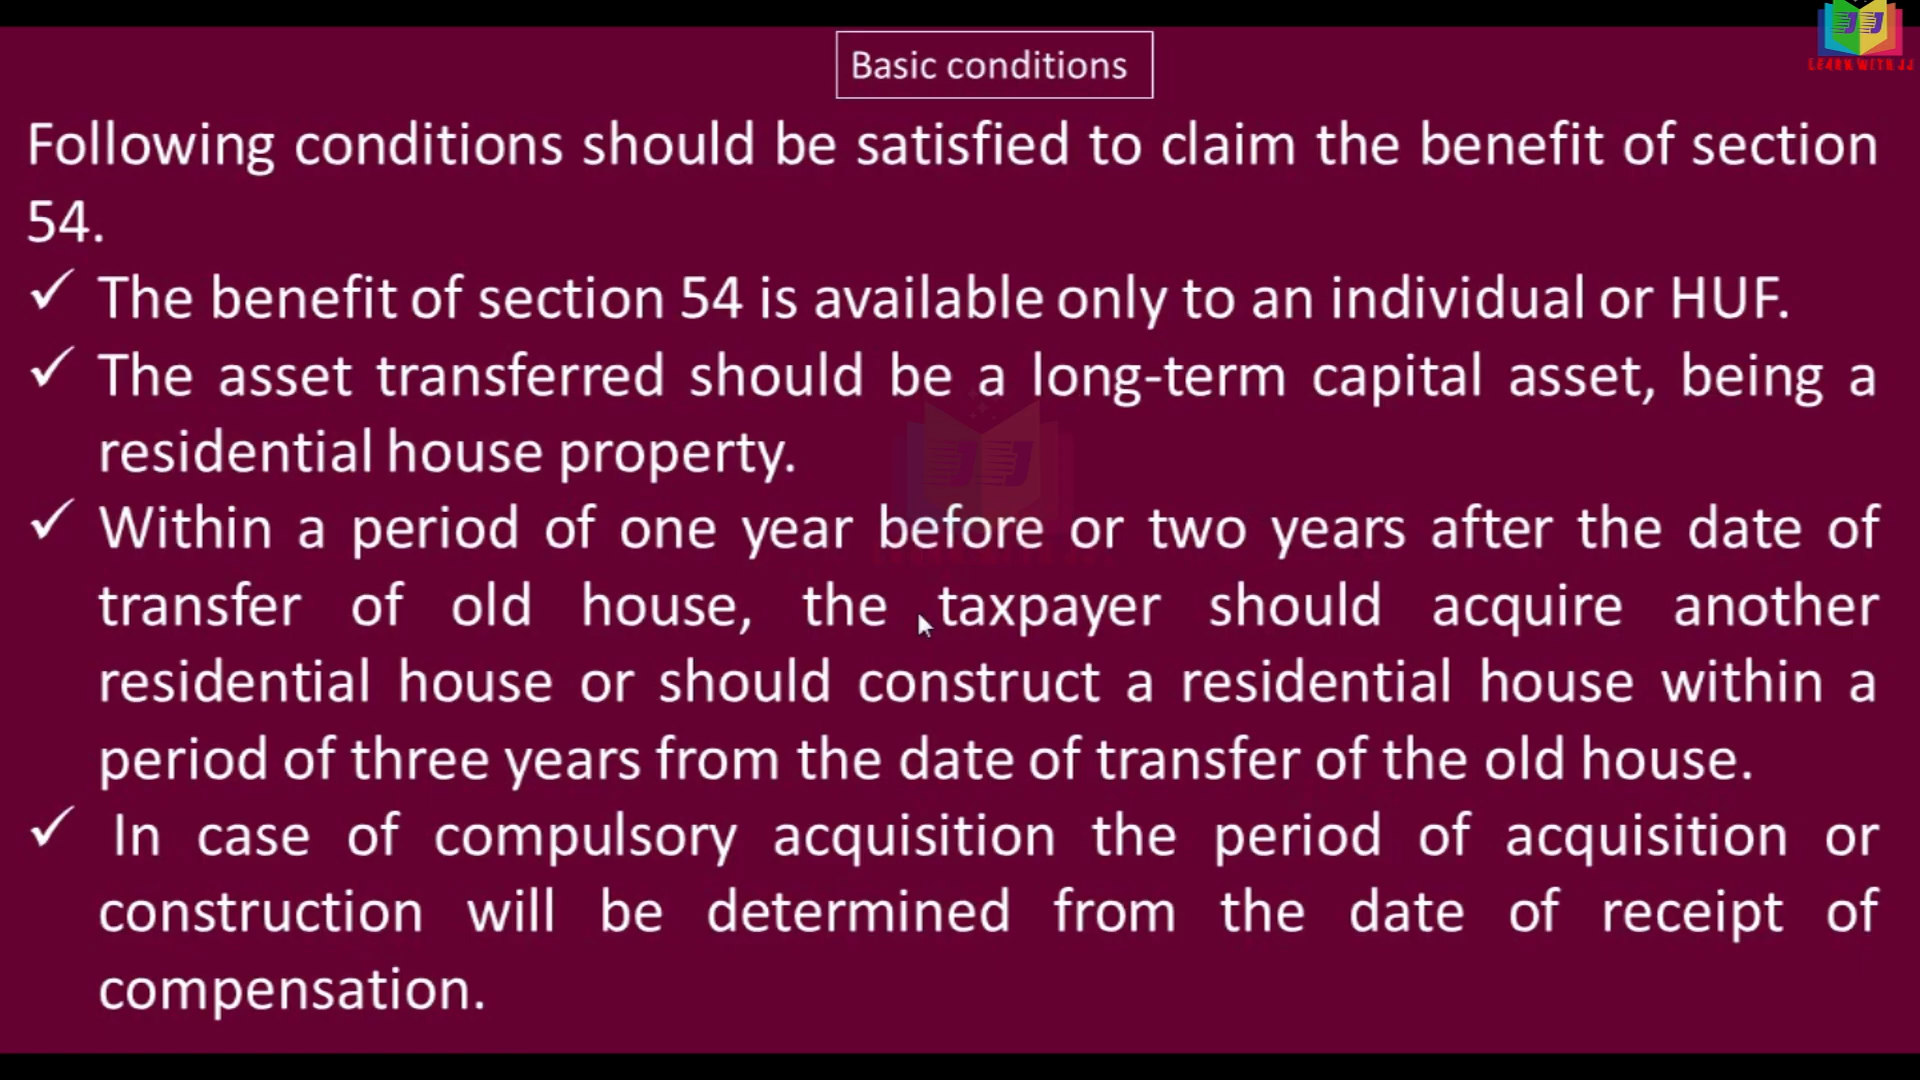 Basic conditions
LEARN WITH JJ
Following conditions should be satisfied to claim the benefit of section
54.
✓ The benefit of section 54 is available only to an individual or HUF.
✓ The asset transferred should be a long-term capital asset, being a
residential house property.
✓ Within a period of one year before or two years after the date of
transfer of old house, the taxpayer should acquire another
residential house or should construct a residential house within a
period of three years from the date of transfer of the old house.
✓ In case of compulsory acquisition the period of acquisition or
construction will be determined from the date of receipt of
compensation.